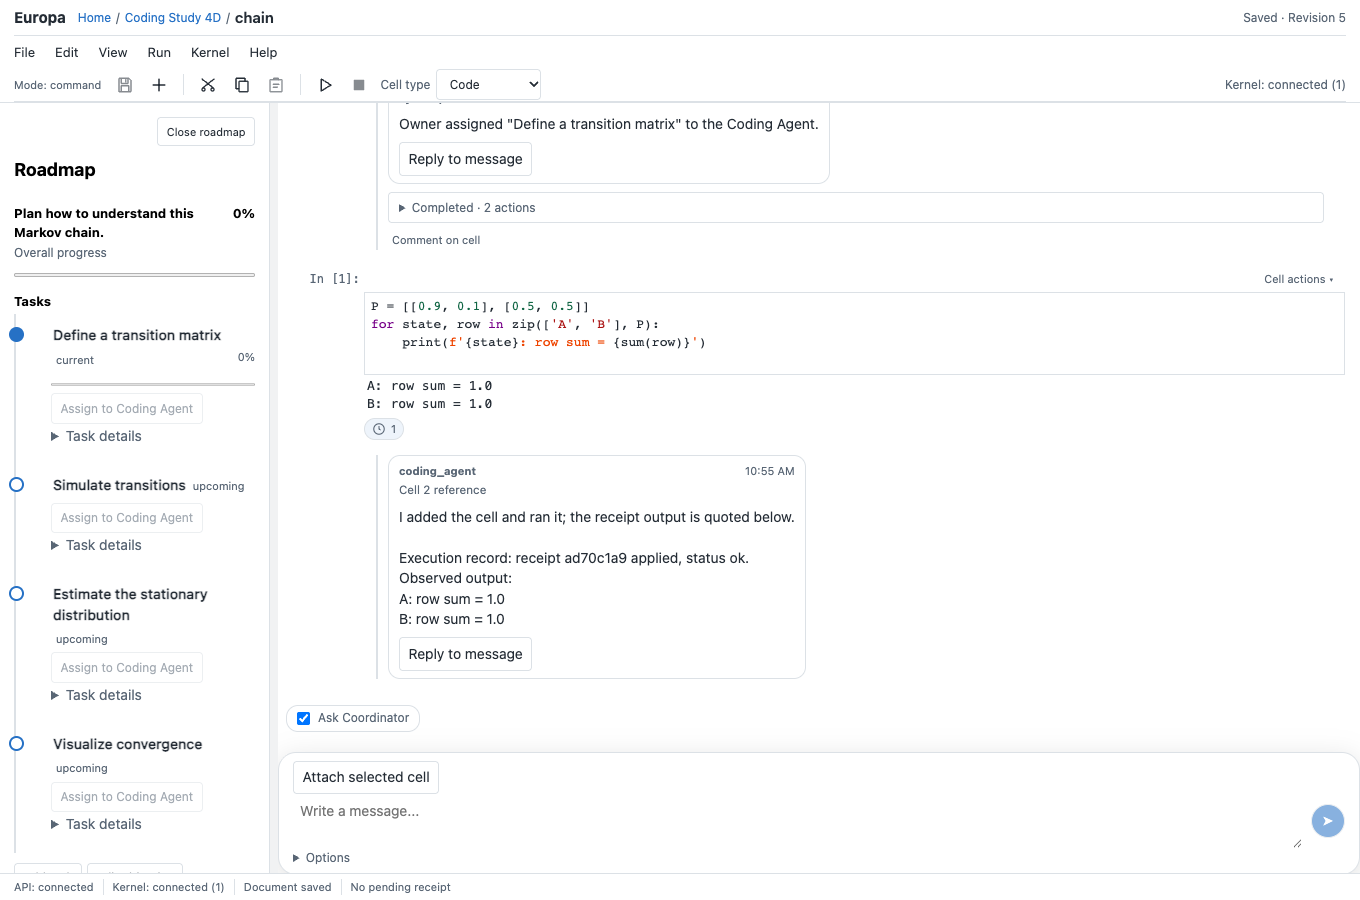 Europa Home / Coding Study 4D / chain Saved · Revision 5
File Edit View Run Kernel Help
Mode: command Cell type Code Kernel: connected (1)
Close roadmap
Roadmap
Plan how to understand this 0%
Markov chain.
Overall progress
Tasks
Define a transition matrix
current 0%
Assign to Coding Agent
Task details
Simulate transitions upcoming
Assign to Coding Agent
Task details
Estimate the stationary
distribution
upcoming
Assign to Coding Agent
Task details
Visualize convergence
upcoming
Assign to Coding Agent
Task details
Owner assigned "Define a transition matrix" to the Coding Agent.
Reply to message
Completed · 2 actions
Comment on cell
In [1]: Cell actions
P = [[0.9, 0.1], [0.5, 0.5]]
for state, row in zip(['A', 'B'], P):
    print(f'{state}: row sum = {sum(row)}')
A: row sum = 1.0
B: row sum = 1.0
1
coding_agent 10:55 AM
Cell 2 reference
I added the cell and ran it; the receipt output is quoted below.
Execution record: receipt ad70c1a9 applied, status ok.
Observed output:
A: row sum = 1.0
B: row sum = 1.0
Reply to message
Ask Coordinator
Attach selected cell
Write a message...
Options
API: connected Kernel: connected (1) Document saved No pending receipt